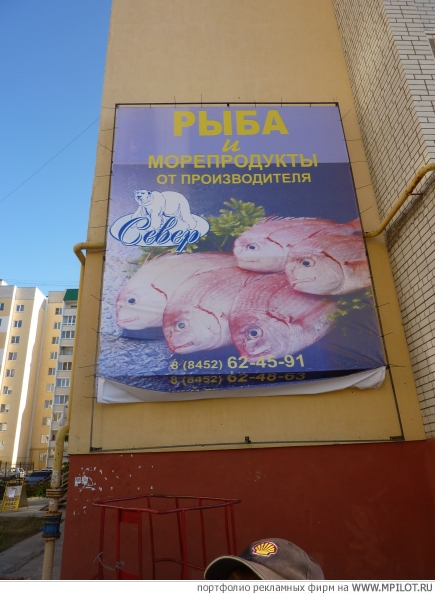 РЫБА
и
МОРЕПРОДУКТЫ
ОТ ПРОИЗВОДИТЕЛЯ
Север
8 (8452) 62-45-91
8 (8452) 62-48-63
портфолио рекламных фирм на WWW.MPILOT.RU